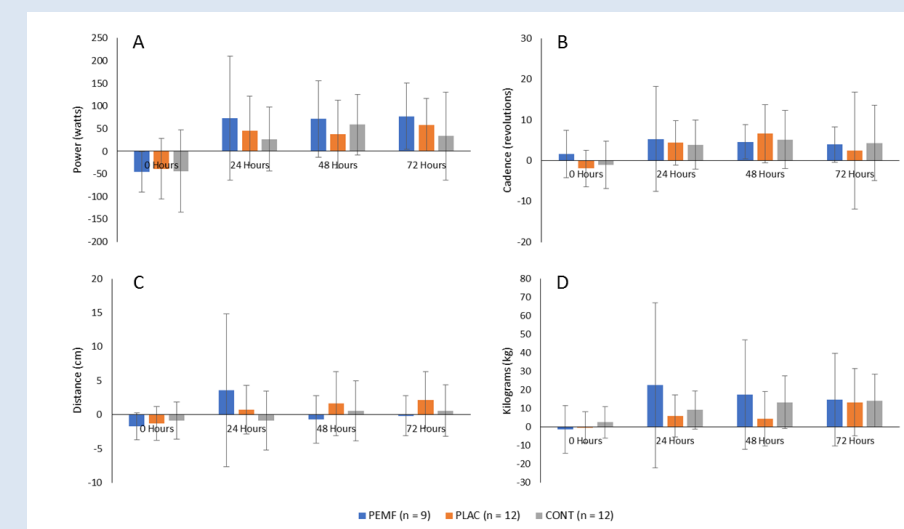 A
Power (watts)
250
200
150
100
50
0
-50
-100
-150
-200
0 Hours
24 Hours
48 Hours
72 Hours
B
Cadence (revolutions)
30
20
10
0
-10
-20
0 Hours
24 Hours
48 Hours
72 Hours
C
Distance (cm)
20
15
10
5
0
-5
-10
0 Hours
24 Hours
48 Hours
72 Hours
D
Kilograms (kg)
80
70
60
50
40
30
20
10
0
-10
-20
-30
0 Hours
24 Hours
48 Hours
72 Hours
PEMF (n = 9) PLAC (n = 12) CONT (n = 12)